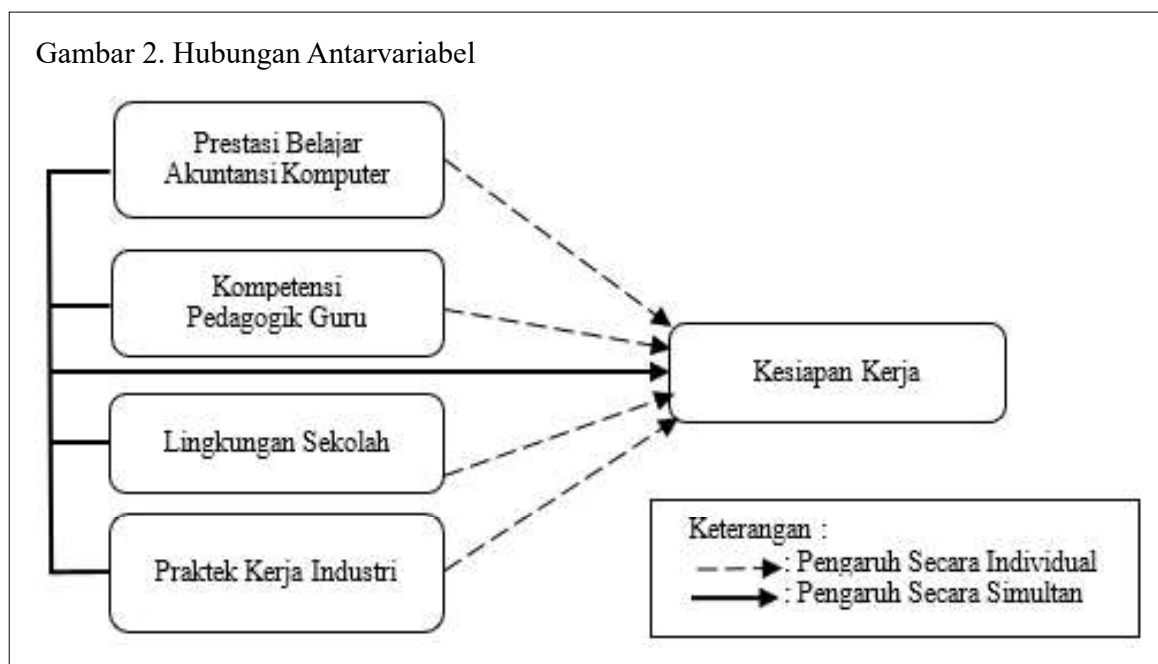 Gambar 2. Hubungan Antarvariabel
Prestasi Belajar
Akuntansi Komputer
Kompetensi
Pedagogik Guru
Kesiapan Kerja
Lingkungan Sekolah
Praktek Kerja Industri
Keterangan :
: Pengaruh Secara Individual
: Pengaruh Secara Simultan